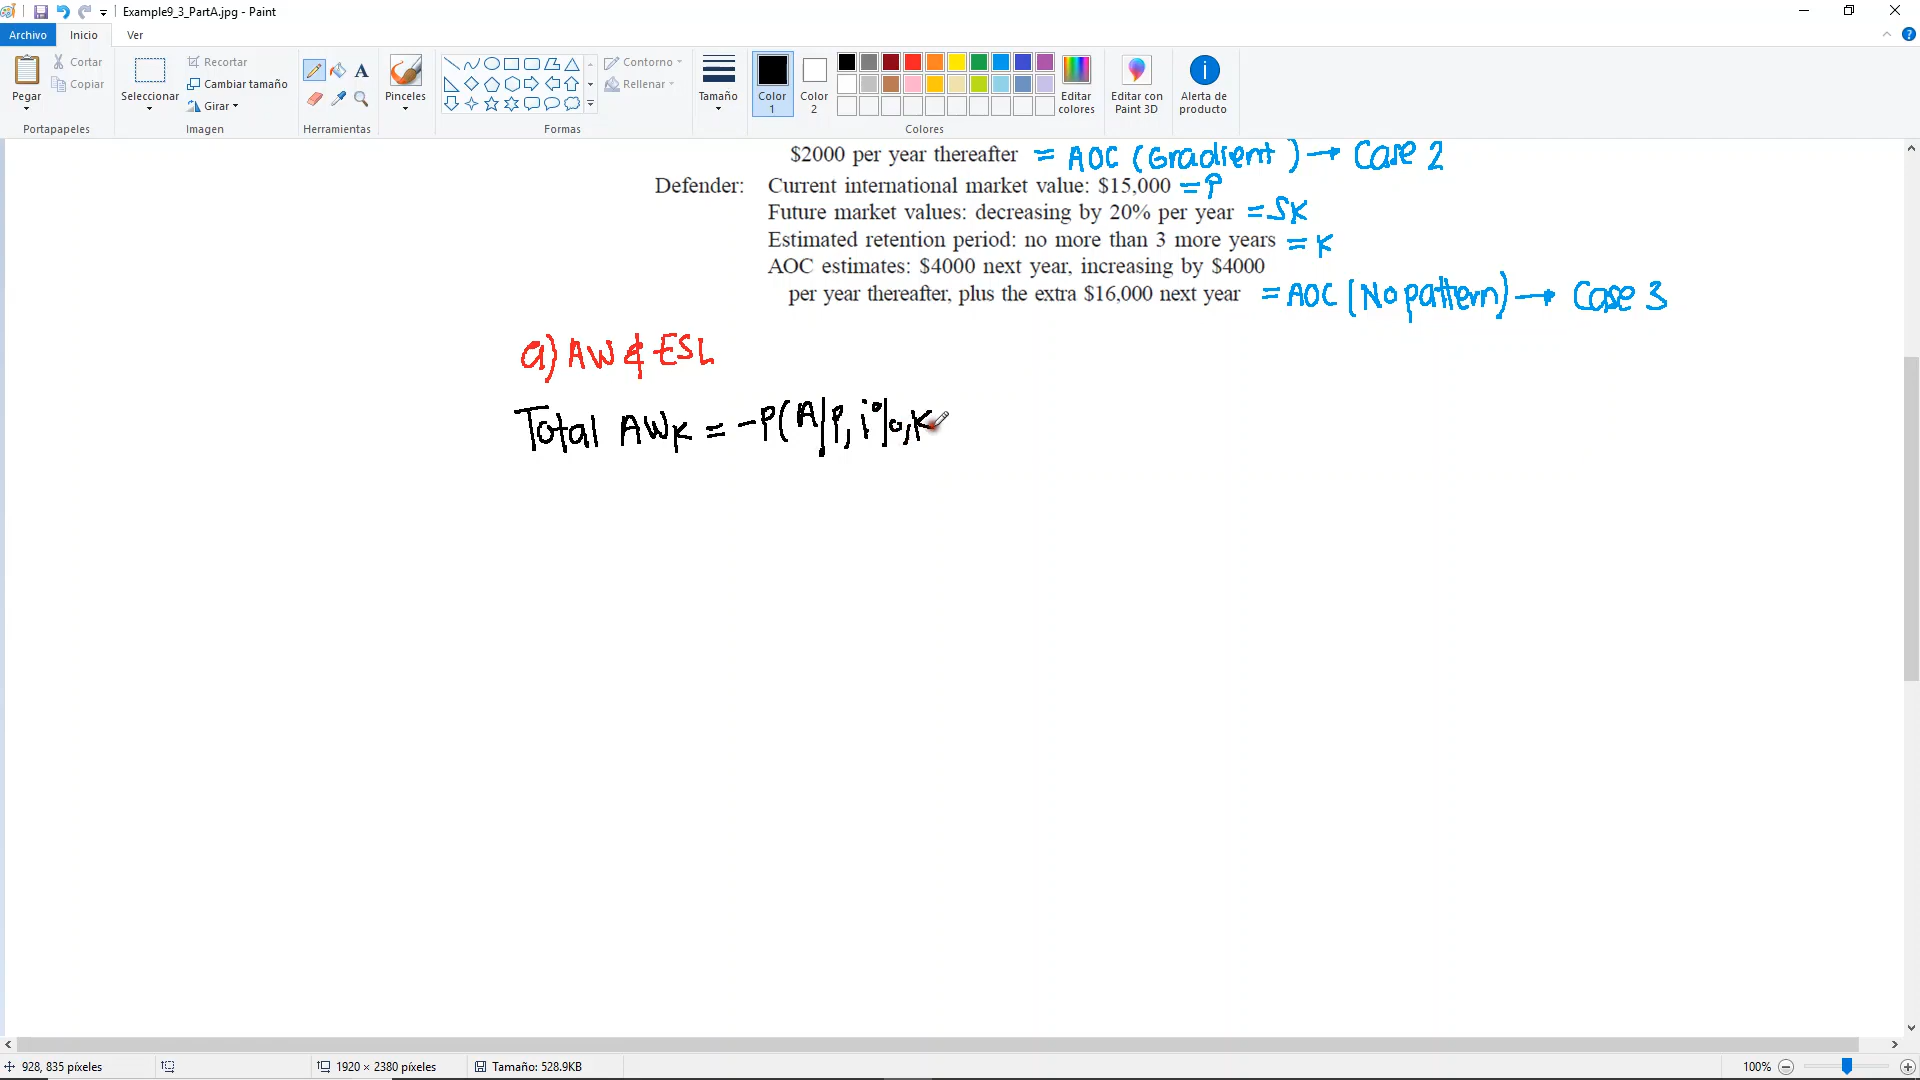 Example9_3_PartA.jpg - Paint
Archivo Inicio Ver
Pegar Cortar Copiar Portapapeles
Seleccionar Recortar Cambiar tamaño Girar Imagen
Herramientas
Pinceles
Contorno Rellenar Formas
Tamaño
Color 1 Color 2 Colores
Editar colores
Editar con Paint 3D
Alerta de producto
$2000 per year thereafter = AOC (Gradient) → Case 2
Defender: Current international market value: $15,000 = P
Future market values: decreasing by 20% per year = SK
Estimated retention period: no more than 3 more years = K
AOC estimates: $4000 next year, increasing by $4000
per year thereafter, plus the extra $16,000 next year = AOC (No pattern) → Case 3
a) AW & ESL
Total AWK = -P(A|P, i%, K
928, 835 píxeles 1920 × 2380 píxeles Tamaño: 528.9KB 100%